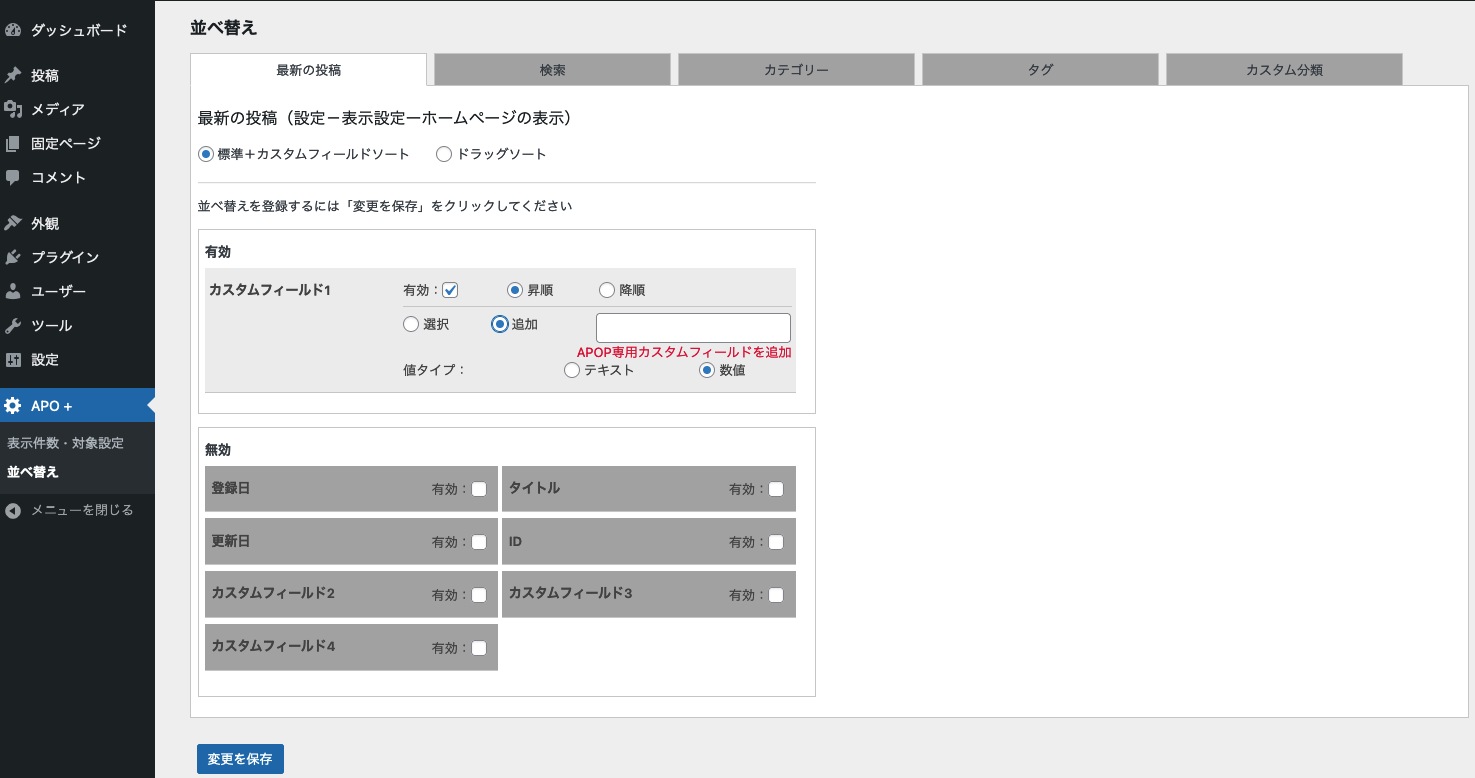 ダッシュボード
投稿
メディア
固定ページ
コメント
外観
プラグイン
ユーザー
ツール
設定
APO +
表示件数・対象設定
並べ替え
メニューを閉じる
並べ替え
最新の投稿
検索
カテゴリー
タグ
カスタム分類
最新の投稿（設定－表示設定ーホームページの表示）
標準＋カスタムフィールドソート ドラッグソート
並べ替えを登録するには「変更を保存」をクリックしてください
有効
カスタムフィールド1 有効： 昇順 降順
選択 追加
APOP専用カスタムフィールドを追加
値タイプ： テキスト 数値
無効
登録日 有効： タイトル 有効：
更新日 有効： ID 有効：
カスタムフィールド2 有効： カスタムフィールド3 有効：
カスタムフィールド4 有効：
変更を保存